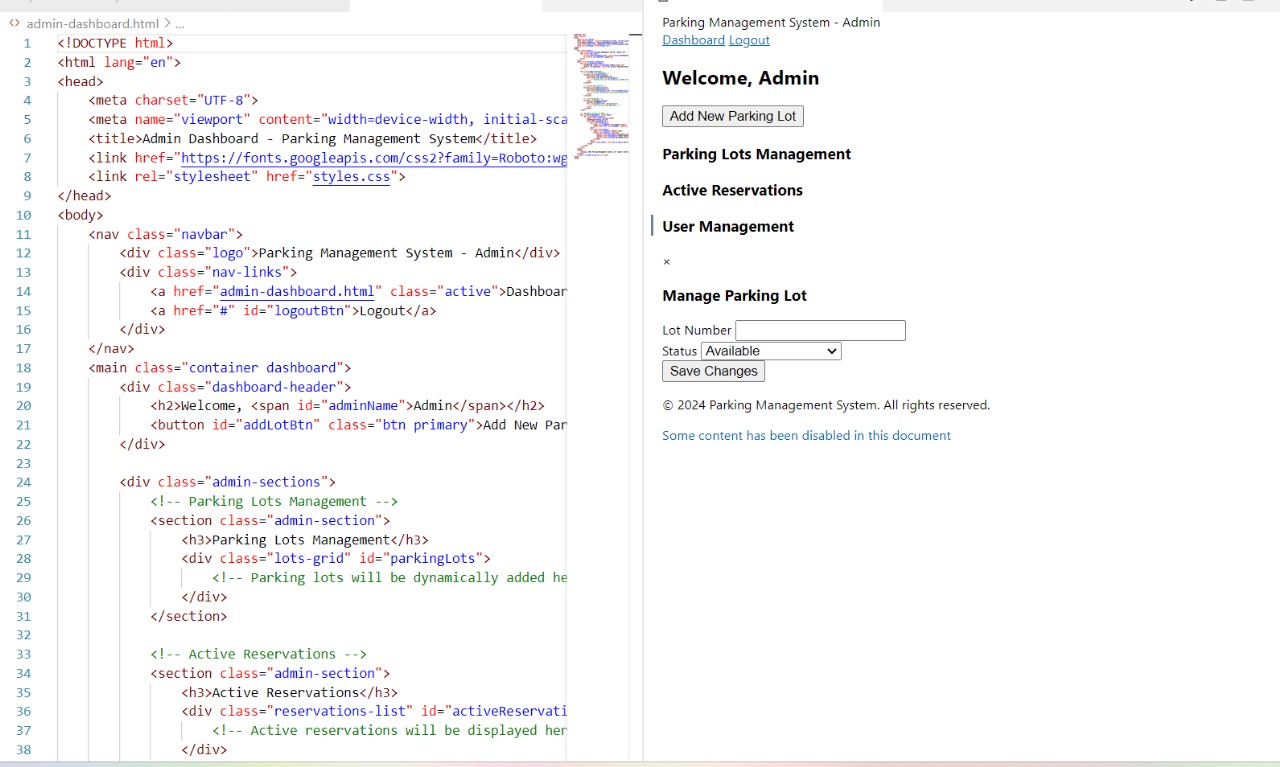 admin-dashboard.html > ...
1 <!DOCTYPE html>
2 <html lang="en">
3 <head>
4 <meta charset="UTF-8">
5 <meta name="viewport" content="width=device-width, initial-sca
6 <title>Admin Dashboard - Parking Management System</title>
7 <link href="https://fonts.googleapis.com/css2?family=Roboto:wg
8 <link rel="stylesheet" href="styles.css">
9 </head>
10 <body>
11 <nav class="navbar">
12 <div class="logo">Parking Management System - Admin</div>
13 <div class="nav-links">
14 <a href="admin-dashboard.html" class="active">Dashboar
15 <a href="#" id="logoutBtn">Logout</a>
16 </div>
17 </nav>
18 <main class="container dashboard">
19 <div class="dashboard-header">
20 <h2>Welcome, <span id="adminName">Admin</span></h2>
21 <button id="addLotBtn" class="btn primary">Add New Par
22 </div>
23
24 <div class="admin-sections">
25 <!-- Parking Lots Management -->
26 <section class="admin-section">
27 <h3>Parking Lots Management</h3>
28 <div class="lots-grid" id="parkingLots">
29 <!-- Parking lots will be dynamically added he
30 </div>
31 </section>
32
33 <!-- Active Reservations -->
34 <section class="admin-section">
35 <h3>Active Reservations</h3>
36 <div class="reservations-list" id="activeReservati
37 <!-- Active reservations will be displayed her
38 </div>
Parking Management System - Admin
Dashboard Logout
Welcome, Admin
Add New Parking Lot
Parking Lots Management
Active Reservations
User Management
×
Manage Parking Lot
Lot Number
Status Available
Save Changes
© 2024 Parking Management System. All rights reserved.
Some content has been disabled in this document